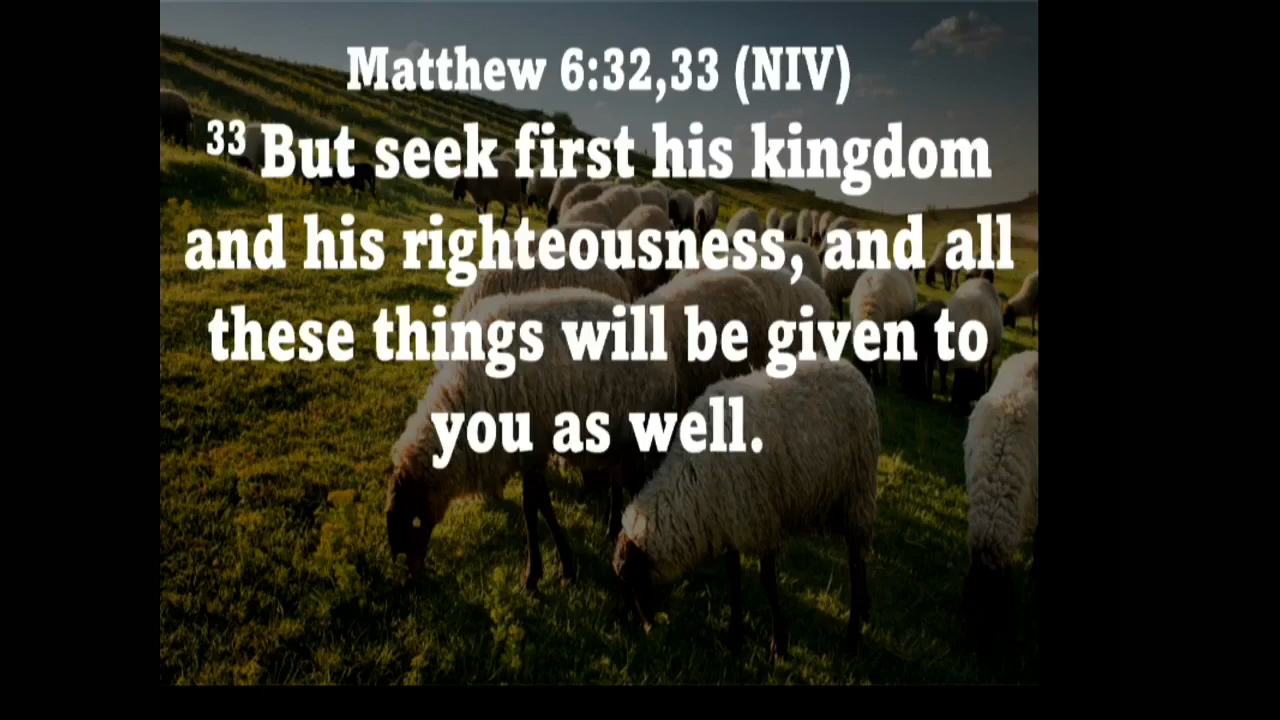 Matthew 6:32,33 (NIV)
33 But seek first his kingdom
and his righteousness, and all
these things will be given to
you as well.